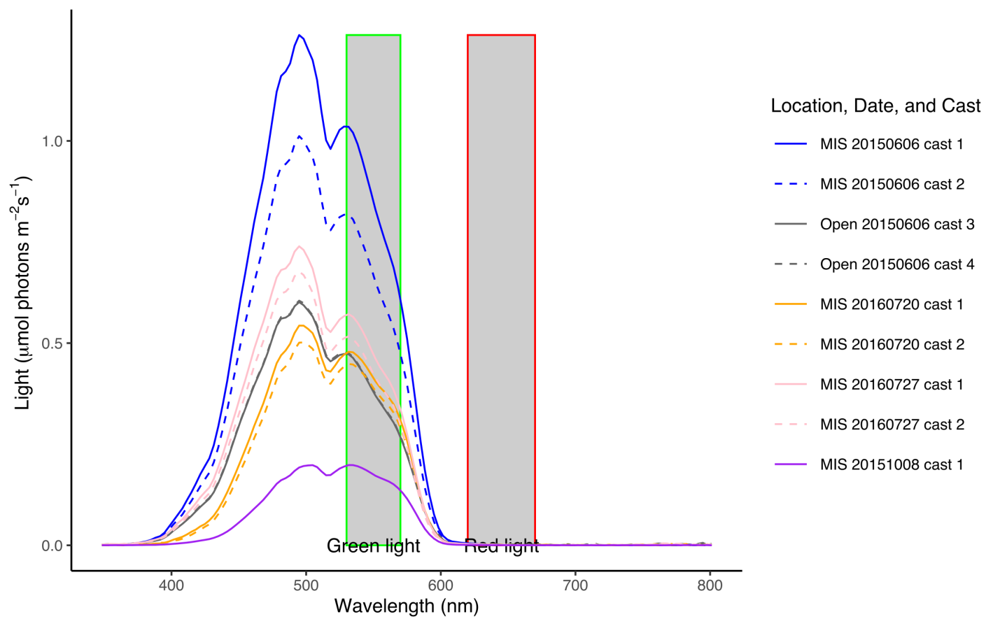 Light (μmol photons m⁻²s⁻¹)
1.0
0.5
0.0
Green light
Red light
400
500
600
700
800
Wavelength (nm)
Location, Date, and Cast
MIS 20150606 cast 1
MIS 20150606 cast 2
Open 20150606 cast 3
Open 20150606 cast 4
MIS 20160720 cast 1
MIS 20160720 cast 2
MIS 20160727 cast 1
MIS 20160727 cast 2
MIS 20151008 cast 1